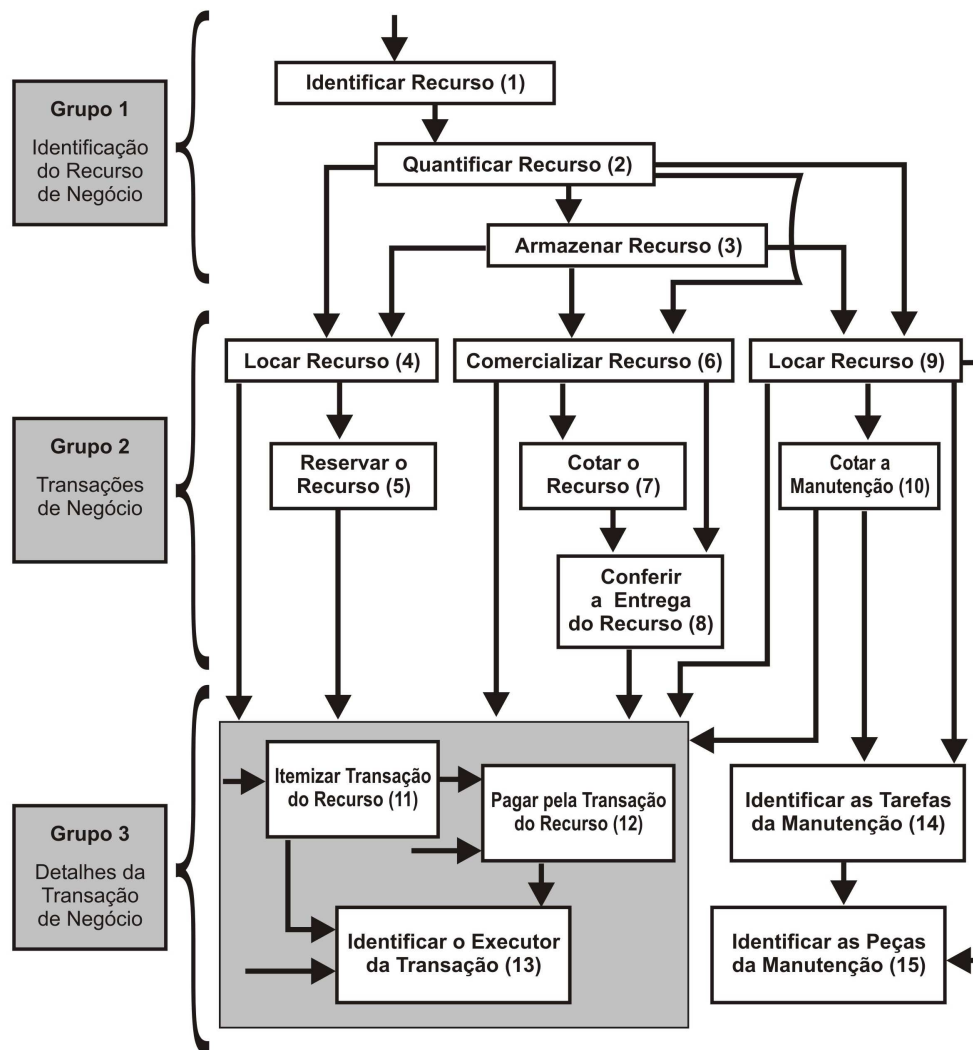 Grupo 1
Identificação
do Recurso
de Negócio
Identificar Recurso (1)
Quantificar Recurso (2)
Armazenar Recurso (3)
Grupo 2
Transações
de Negócio
Locar Recurso (4)
Comercializar Recurso (6)
Locar Recurso (9)
Reservar o
Recurso (5)
Cotar o
Recurso (7)
Cotar a
Manutenção (10)
Conferir
a Entrega
do Recurso (8)
Grupo 3
Detalhes da
Transação
de Negócio
Itemizar Transação
do Recurso (11)
Pagar pela Transação
do Recurso (12)
Identificar o Executor
da Transação (13)
Identificar as Tarefas
da Manutenção (14)
Identificar as Peças
da Manutenção (15)